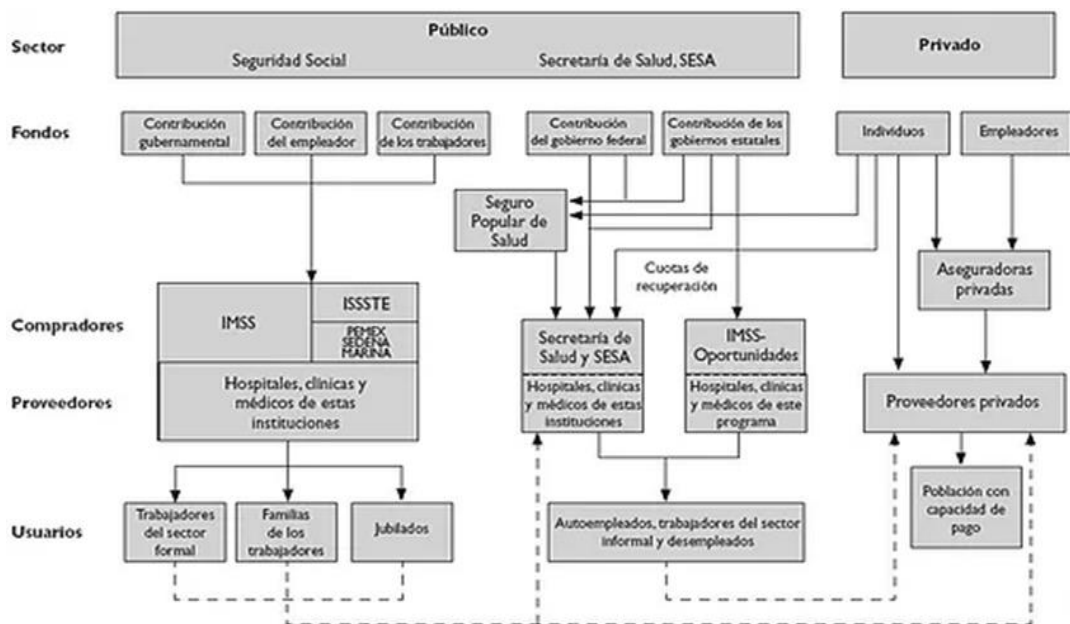 Sector
Público
Seguridad Social
Secretaría de Salud, SESA
Privado
Fondos
Contribución
gubernamental
Contribución
del empleador
Contribución
de los trabajadores
Contribución
del gobierno federal
Contribución de los
gobiernos estatales
Individuos
Empleadores
Seguro
Popular de
Salud
Cuotas de
recuperación
Aseguradoras
privadas
Compradores
IMSS
ISSSTE
PEMEX
SEDENA
MARINA
Secretaría de
Salud y SESA
IMSS-
Oportunidades
Proveedores
Hospitales, clínicas y
médicos de estas
instituciones
Hospitales, clínicas
y médicos de estas
instituciones
Hospitales, clínicas
y médicos de este
programa
Proveedores privados
Usuarios
Trabajadores
del sector
formal
Familias
de los
trabajadores
Jubilados
Autoempleados, trabajadores del sector
informal y desempleados
Población con
capacidad de
pago